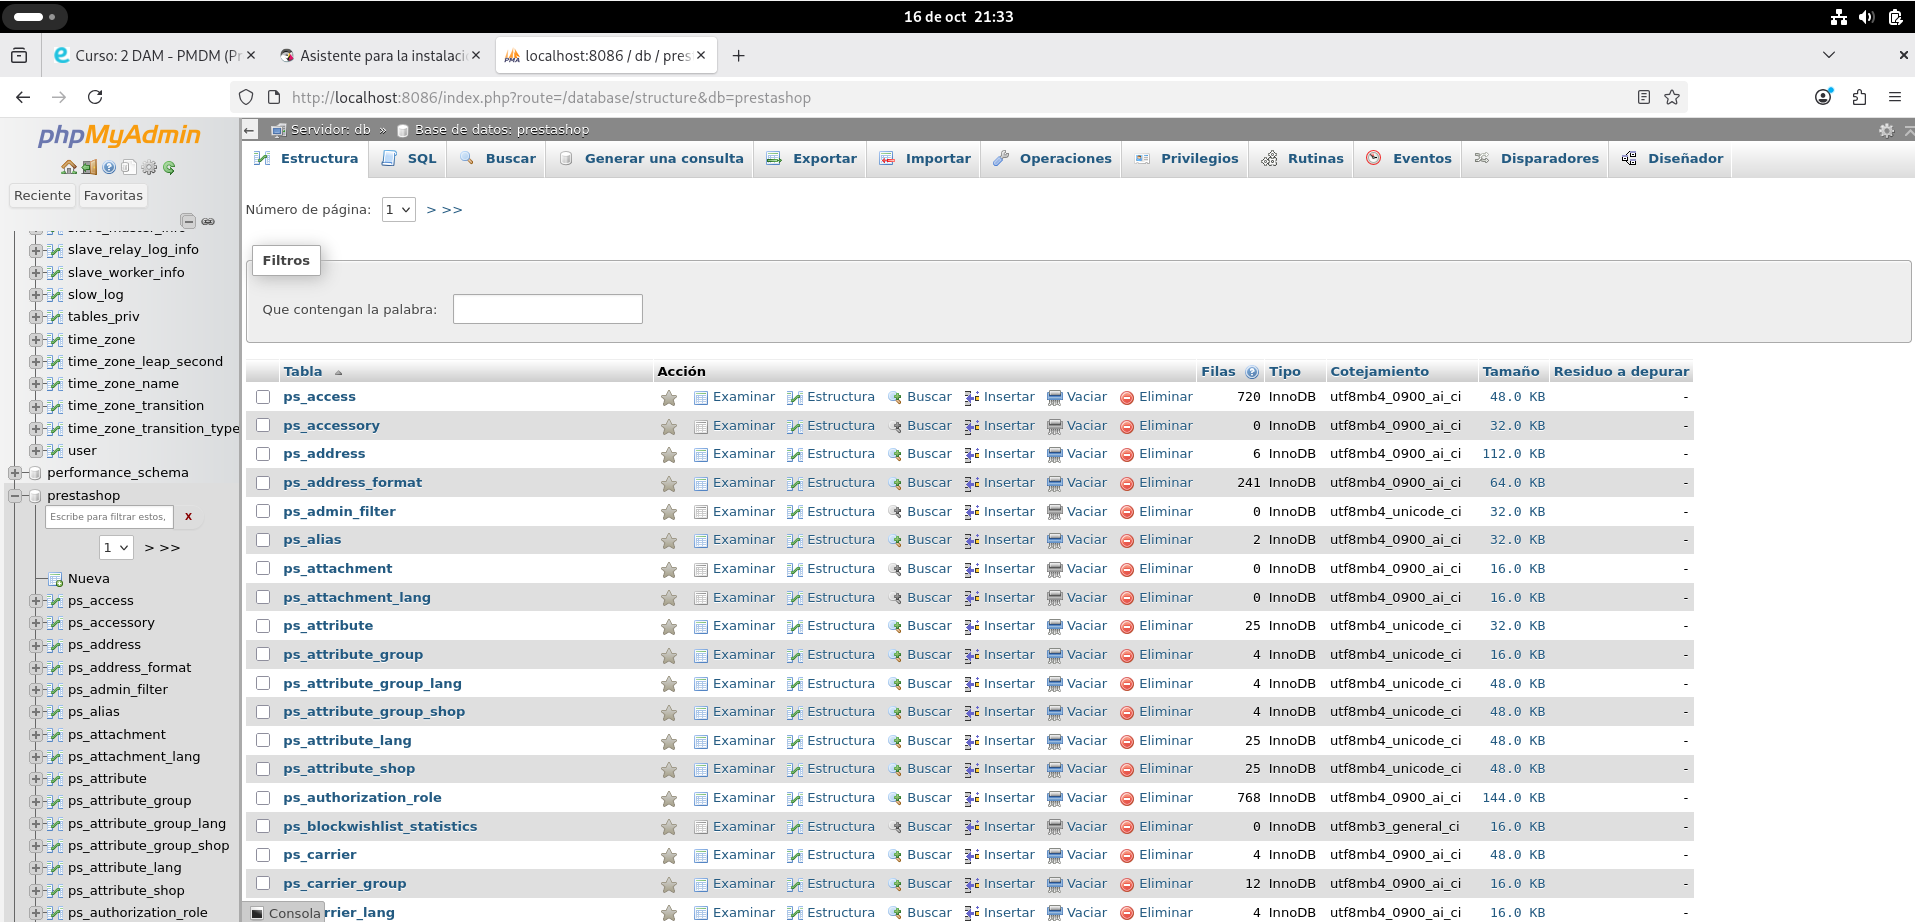 16 de oct 21:33
Curso: 2 DAM - PMDM (Pr
Asistente para la instalaci
localhost:8086 / db / pres
http://localhost:8086/index.php?route=/database/structure&db=prestashop
phpMyAdmin
Reciente Favoritas
slave_relay_log_info
slave_worker_info
slow_log
tables_priv
time_zone
time_zone_leap_second
time_zone_name
time_zone_transition
time_zone_transition_type
user
performance_schema
prestashop
Escribe para filtrar estos, X
1 > >>
Nueva
ps_access
ps_accessory
ps_address
ps_address_format
ps_admin_filter
ps_alias
ps_attachment
ps_attachment_lang
ps_attribute
ps_attribute_group
ps_attribute_group_lang
ps_attribute_group_shop
ps_attribute_lang
ps_attribute_shop
ps_authorization_role
Servidor: db » Base de datos: prestashop
Estructura SQL Buscar Generar una consulta Exportar Importar Operaciones Privilegios Rutinas Eventos Disparadores Diseñador
Número de página: 1 > >>
Filtros
Que contengan la palabra:
Tabla Acción Filas Tipo Cotejamiento Tamaño Residuo a depurar
ps_access Examinar Estructura Buscar Insertar Vaciar Eliminar 720 InnoDB utf8mb4_0900_ai_ci 48.0 KB -
ps_accessory Examinar Estructura Buscar Insertar Vaciar Eliminar 0 InnoDB utf8mb4_0900_ai_ci 32.0 KB -
ps_address Examinar Estructura Buscar Insertar Vaciar Eliminar 6 InnoDB utf8mb4_0900_ai_ci 112.0 KB -
ps_address_format Examinar Estructura Buscar Insertar Vaciar Eliminar 241 InnoDB utf8mb4_0900_ai_ci 64.0 KB -
ps_admin_filter Examinar Estructura Buscar Insertar Vaciar Eliminar 0 InnoDB utf8mb4_unicode_ci 32.0 KB -
ps_alias Examinar Estructura Buscar Insertar Vaciar Eliminar 2 InnoDB utf8mb4_0900_ai_ci 32.0 KB -
ps_attachment Examinar Estructura Buscar Insertar Vaciar Eliminar 0 InnoDB utf8mb4_0900_ai_ci 16.0 KB -
ps_attachment_lang Examinar Estructura Buscar Insertar Vaciar Eliminar 0 InnoDB utf8mb4_0900_ai_ci 16.0 KB -
ps_attribute Examinar Estructura Buscar Insertar Vaciar Eliminar 25 InnoDB utf8mb4_unicode_ci 32.0 KB -
ps_attribute_group Examinar Estructura Buscar Insertar Vaciar Eliminar 4 InnoDB utf8mb4_unicode_ci 16.0 KB -
ps_attribute_group_lang Examinar Estructura Buscar Insertar Vaciar Eliminar 4 InnoDB utf8mb4_unicode_ci 48.0 KB -
ps_attribute_group_shop Examinar Estructura Buscar Insertar Vaciar Eliminar 4 InnoDB utf8mb4_unicode_ci 48.0 KB -
ps_attribute_lang Examinar Estructura Buscar Insertar Vaciar Eliminar 25 InnoDB utf8mb4_unicode_ci 48.0 KB -
ps_attribute_shop Examinar Estructura Buscar Insertar Vaciar Eliminar 25 InnoDB utf8mb4_unicode_ci 48.0 KB -
ps_authorization_role Examinar Estructura Buscar Insertar Vaciar Eliminar 768 InnoDB utf8mb4_0900_ai_ci 144.0 KB -
ps_blockwishlist_statistics Examinar Estructura Buscar Insertar Vaciar Eliminar 0 InnoDB utf8mb3_general_ci 16.0 KB -
ps_carrier Examinar Estructura Buscar Insertar Vaciar Eliminar 4 InnoDB utf8mb4_0900_ai_ci 48.0 KB -
ps_carrier_group Examinar Estructura Buscar Insertar Vaciar Eliminar 12 InnoDB utf8mb4_0900_ai_ci 16.0 KB -
Consola rrier_lang Examinar Estructura Buscar Insertar Vaciar Eliminar 4 InnoDB utf8mb4_0900_ai_ci 16.0 KB -